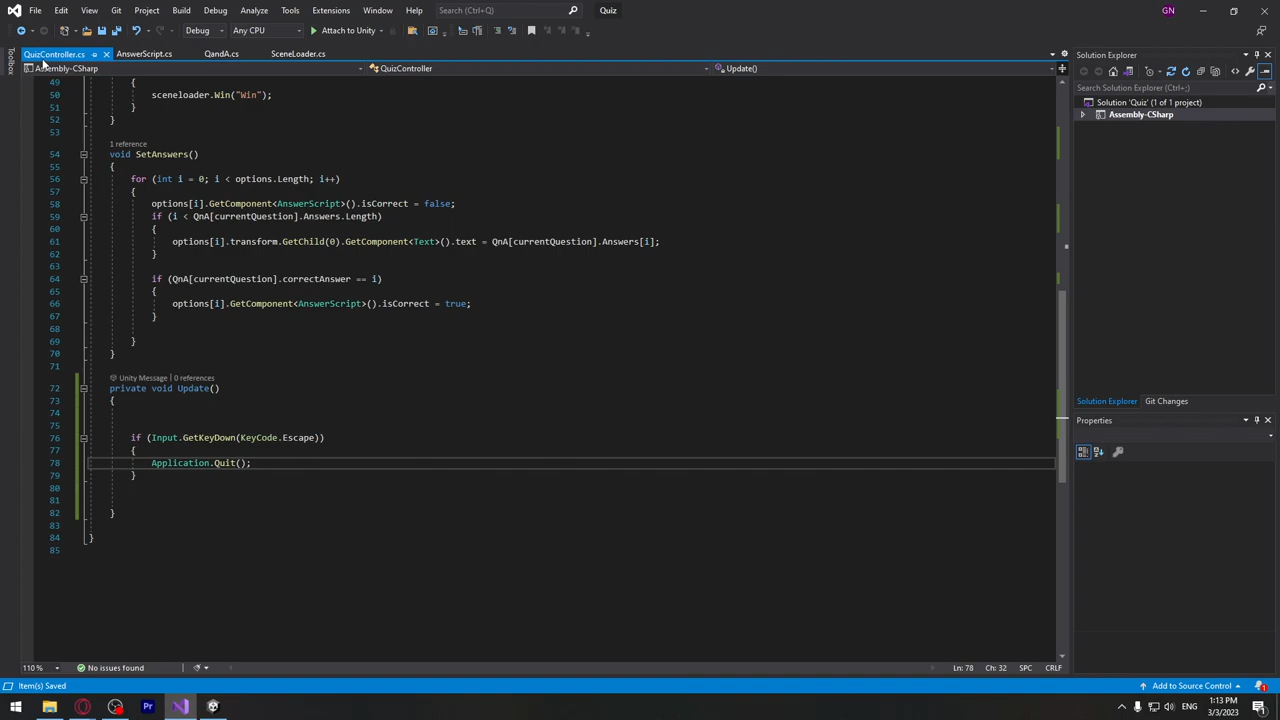 File Edit View Git Project Build Debug Analyze Tools Extensions Window Help Search (Ctrl+Q) Quiz GN
Debug Any CPU Attach to Unity
Toolbox
QuizController.cs AnswerScript.cs QandA.cs SceneLoader.cs
Assembly-CSharp QuizController Update()
49 {
50 sceneloader.Win("Win");
51 }
52 }
53
1 reference
54 void SetAnswers()
55 {
56 for (int i = 0; i < options.Length; i++)
57 {
58 options[i].GetComponent<AnswerScript>().isCorrect = false;
59 if (i < QnA[currentQuestion].Answers.Length)
60 {
61 options[i].transform.GetChild(0).GetComponent<Text>().text = QnA[currentQuestion].Answers[i];
62 }
63
64 if (QnA[currentQuestion].correctAnswer == i)
65 {
66 options[i].GetComponent<AnswerScript>().isCorrect = true;
67 }
68
69 }
70 }
71
Unity Message | 0 references
72 private void Update()
73 {
74
75
76 if (Input.GetKeyDown(KeyCode.Escape))
77 {
78 Application.Quit();
79 }
80
81
82 }
83
84 }
85
110 % No issues found Ln: 78 Ch: 32 SPC CRLF
Solution Explorer
Search Solution Explorer (Ctrl+;)
Solution 'Quiz' (1 of 1 project)
Assembly-CSharp
Solution Explorer Git Changes
Properties
Item(s) Saved Add to Source Control 1
Pr ENG 1:13 PM
3/3/2023 1